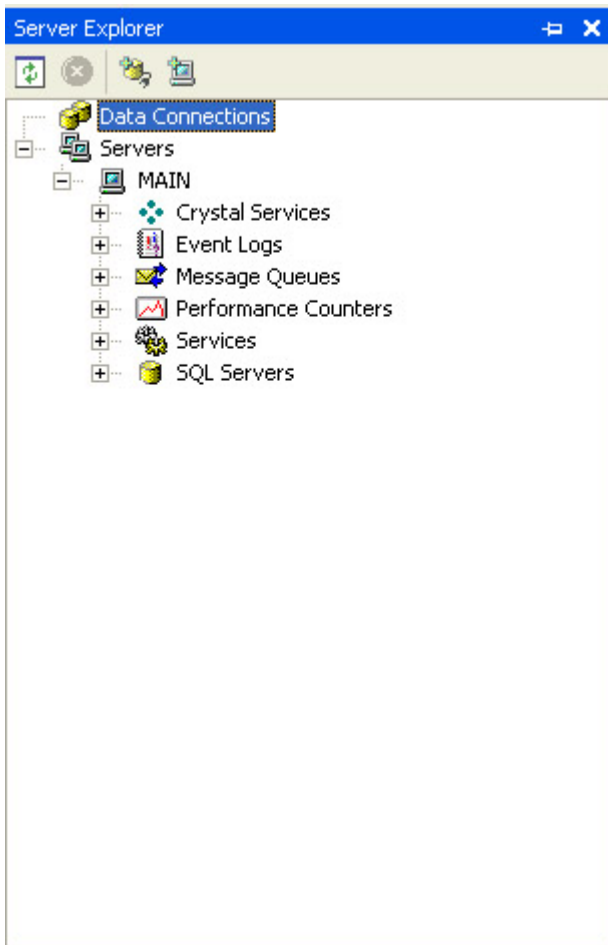 Server Explorer
Data Connections
Servers
MAIN
Crystal Services
Event Logs
Message Queues
Performance Counters
Services
SQL Servers